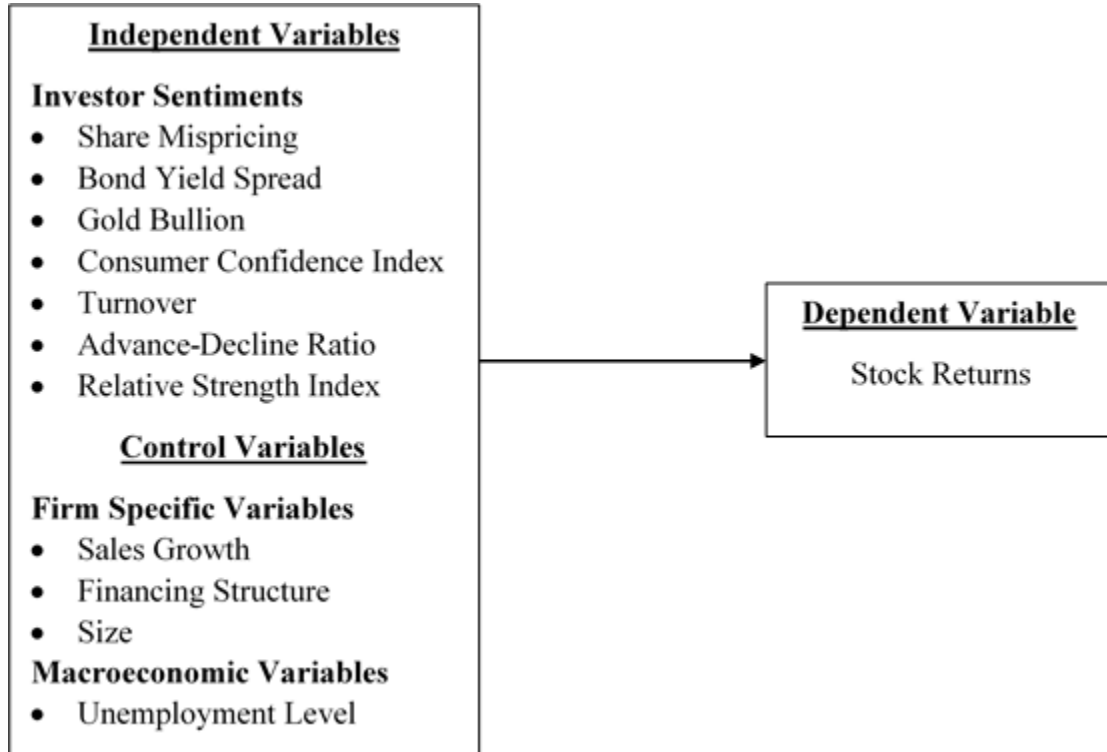 Independent Variables
Investor Sentiments
• Share Mispricing
• Bond Yield Spread
• Gold Bullion
• Consumer Confidence Index
• Turnover
• Advance-Decline Ratio
• Relative Strength Index
Control Variables
Firm Specific Variables
• Sales Growth
• Financing Structure
• Size
Macroeconomic Variables
• Unemployment Level
Dependent Variable
Stock Returns